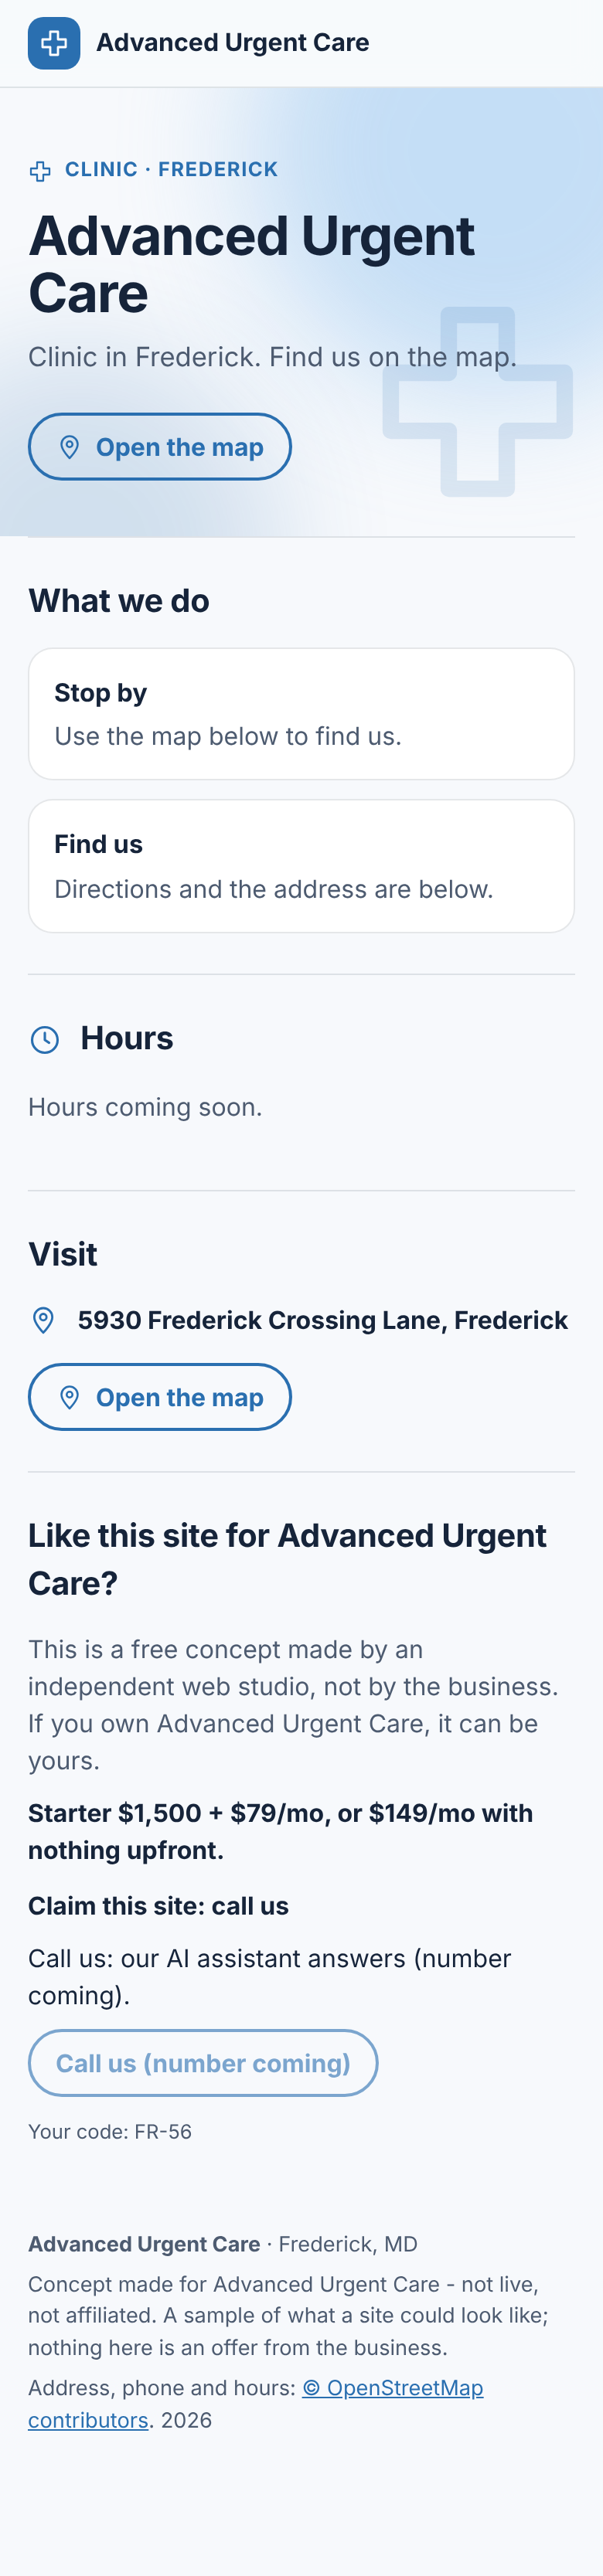 Advanced Urgent Care
CLINIC · FREDERICK
Advanced Urgent
Care
Clinic in Frederick. Find us on the map.
Open the map
What we do
Stop by
Use the map below to find us.
Find us
Directions and the address are below.
Hours
Hours coming soon.
Visit
5930 Frederick Crossing Lane, Frederick
Open the map
Like this site for Advanced Urgent
Care?
This is a free concept made by an
independent web studio, not by the business.
If you own Advanced Urgent Care, it can be
yours.
Starter $1,500 + $79/mo, or $149/mo with
nothing upfront.
Claim this site: call us
Call us: our AI assistant answers (number
coming).
Call us (number coming)
Your code: FR-56
Advanced Urgent Care · Frederick, MD
Concept made for Advanced Urgent Care - not live,
not affiliated. A sample of what a site could look like;
nothing here is an offer from the business.
Address, phone and hours: © OpenStreetMap
contributors. 2026